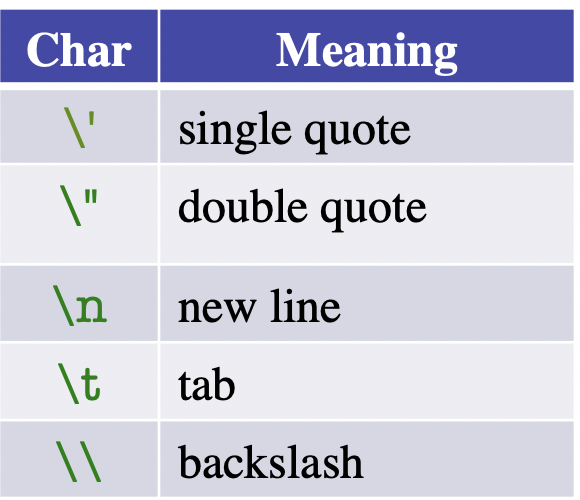 Char Meaning
\' single quote
\" double quote
\n new line
\t tab
\\ backslash